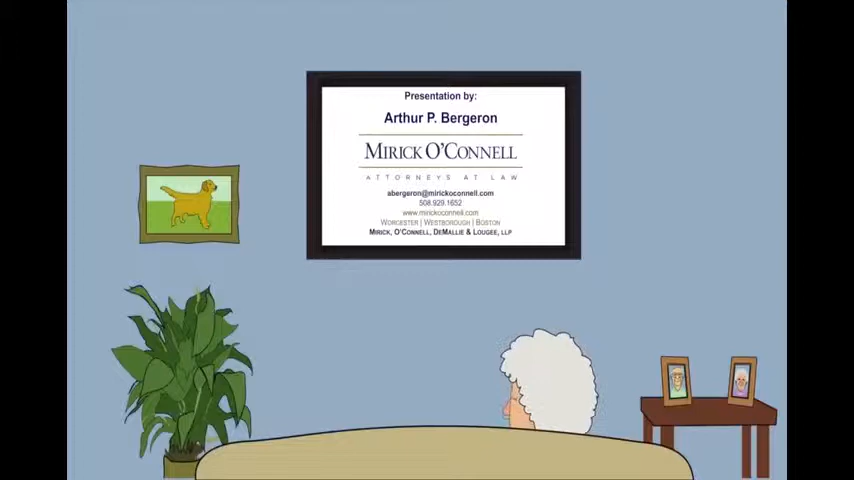 Presentation by:
Arthur P. Bergeron
MIRICK O'CONNELL
ATTORNEYS AT LAW
abergeron@mirickoconnell.com
508.929.1652
www.mirickoconnell.com
WORCESTER | WESTBOROUGH | BOSTON
MIRICK, O'CONNELL, DEMALLIE & LOUGEE, LLP